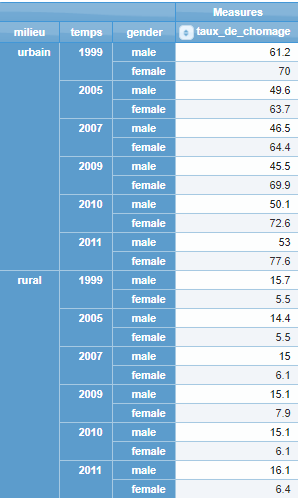 Measures
milieu temps gender taux_de_chomage
urbain 1999 male 61.2
female 70
2005 male 49.6
female 63.7
2007 male 46.5
female 64.4
2009 male 45.5
female 69.9
2010 male 50.1
female 72.6
2011 male 53
female 77.6
rural 1999 male 15.7
female 5.5
2005 male 14.4
female 5.5
2007 male 15
female 6.1
2009 male 15.1
female 7.9
2010 male 15.1
female 6.1
2011 male 16.1
female 6.4